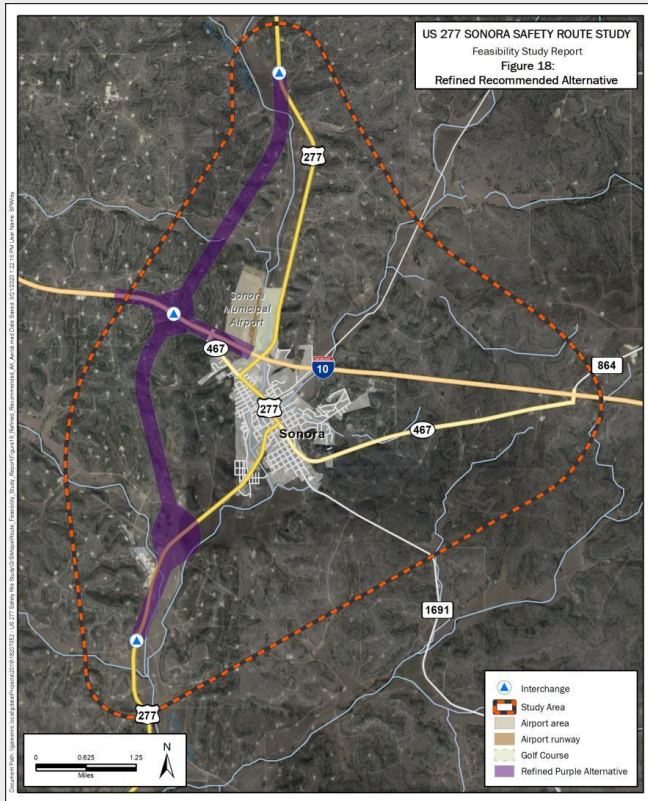 US 277 SONORA SAFETY ROUTE STUDY
Feasibility Study Report
Figure 18:
Refined Recommended Alternative
277
Sonora
Municipal
Airport
467
INTERSTATE
10
864
277
Sonora
467
1691
277
Interchange
Study Area
Airport area
Airport runway
Golf Course
Refined Purple Alternative
0 0.625 1.25
Miles
N